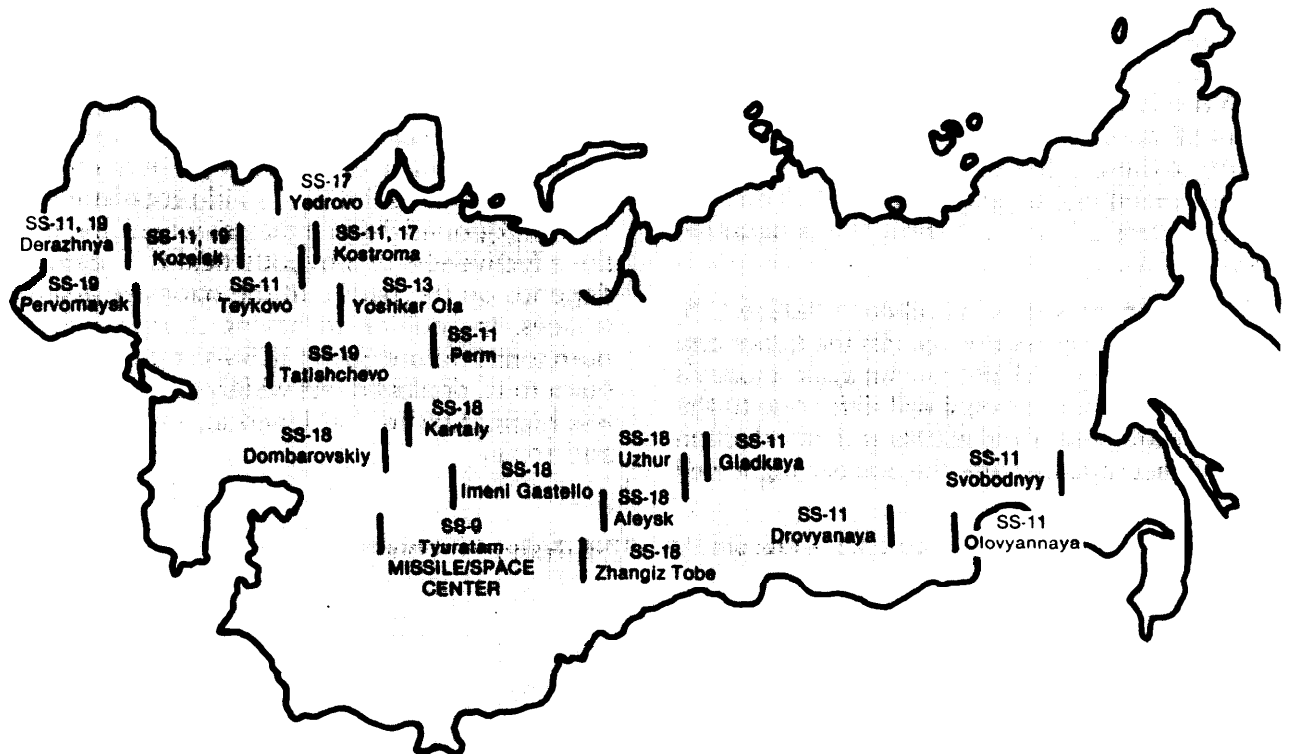 SS-17
Yedrovo
SS-11, 19
Derazhnya
SS-11, 19
Kozelsk
SS-11, 17
Kostroma
SS-19
Pervomaysk
SS-11
Teykovo
SS-13
Yoshkar Ola
SS-11
Perm
SS-19
Tatishchevo
SS-18
Kartaly
SS-18
Dombarovskiy
SS-18
Imeni Gastello
SS-18
Uzhur
SS-11
Gladkaya
SS-11
Svobodnyy
SS-18
Aleysk
SS-9
Tyuratam
MISSILE/SPACE
CENTER
SS-18
Zhangiz Tobe
SS-11
Drovyanaya
SS-11
Olovyannaya